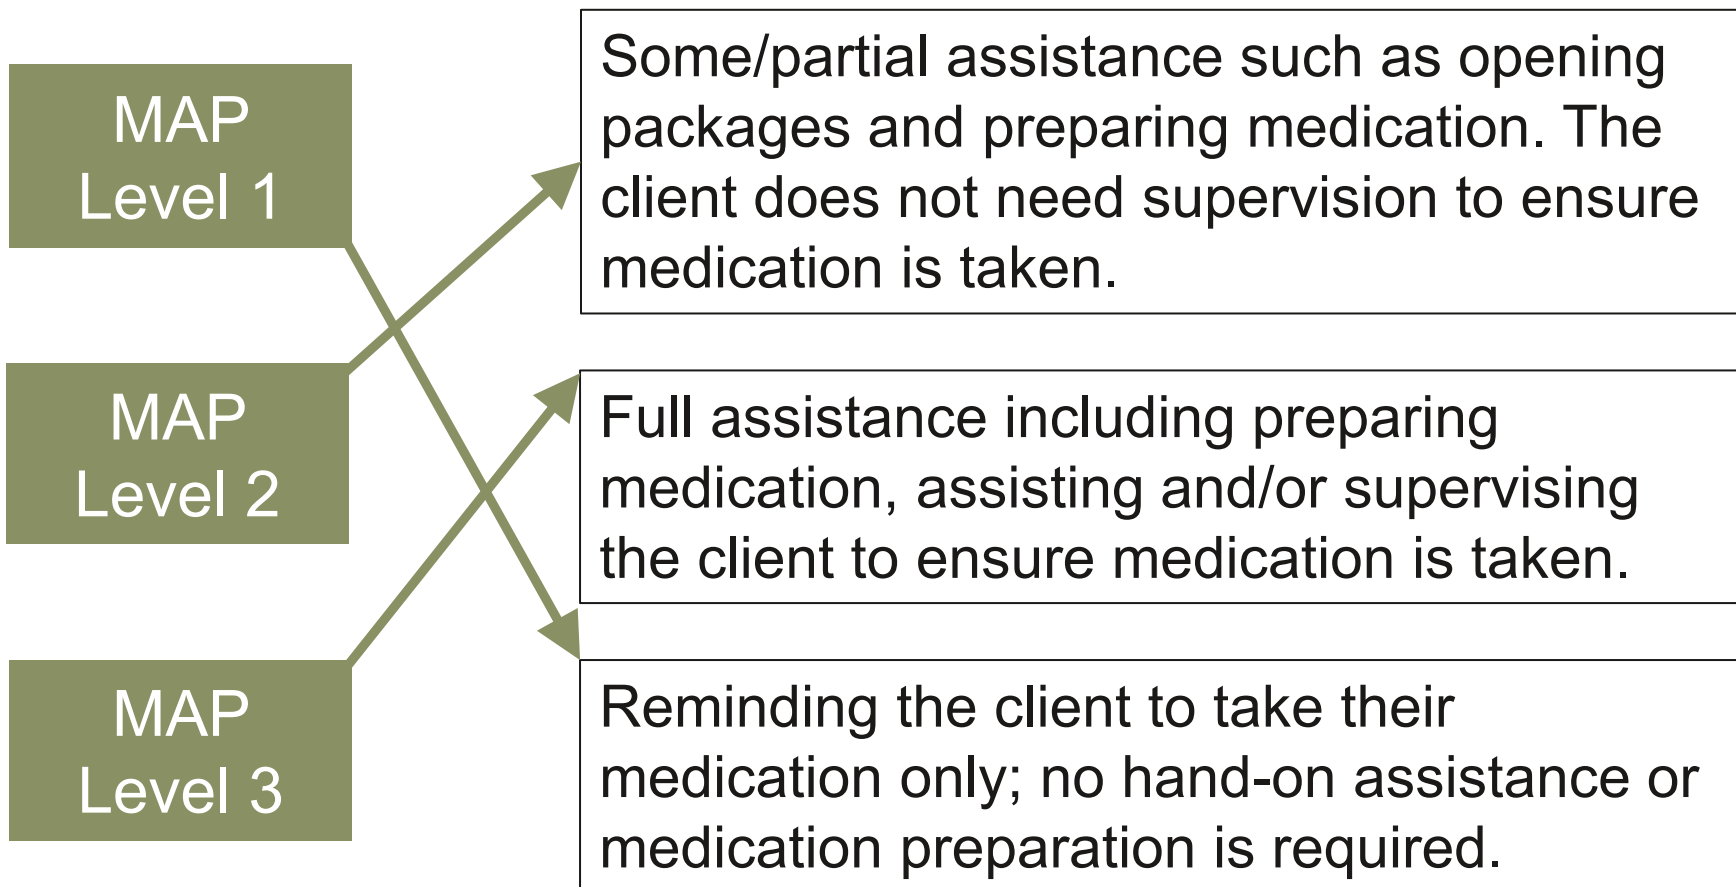 MAP
Level 1
Some/partial assistance such as opening
packages and preparing medication. The
client does not need supervision to ensure
medication is taken.
MAP
Level 2
Full assistance including preparing
medication, assisting and/or supervising
the client to ensure medication is taken.
MAP
Level 3
Reminding the client to take their
medication only; no hand-on assistance or
medication preparation is required.